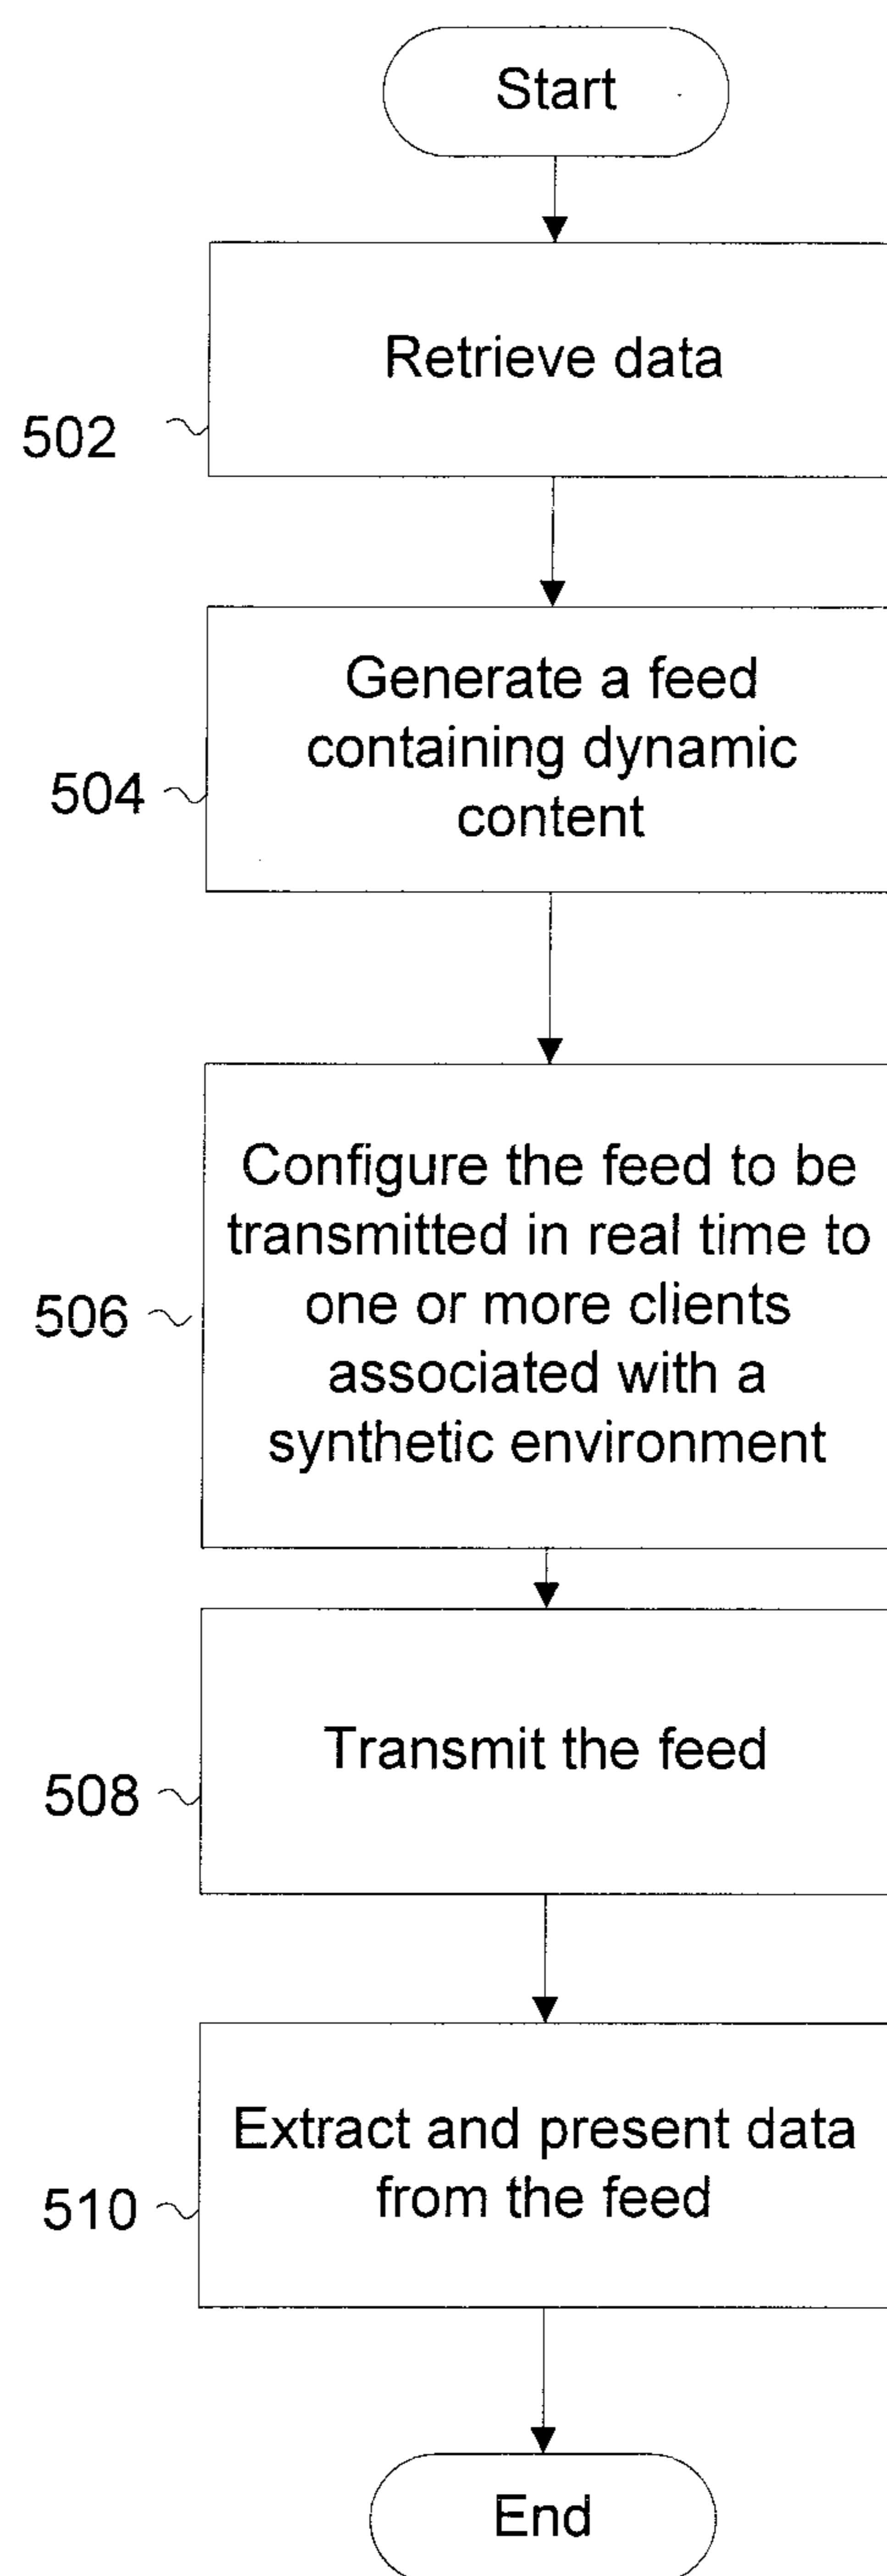 Start
Retrieve data
502
Generate a feed
containing dynamic
content
504
Configure the feed to be
transmitted in real time to
one or more clients
associated with a
synthetic environment
506
Transmit the feed
508
Extract and present data
from the feed
510
End